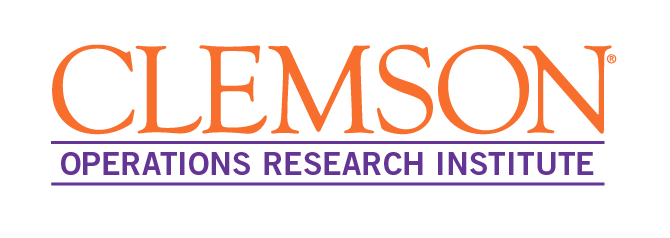 CLEMSON®
OPERATIONS RESEARCH INSTITUTE